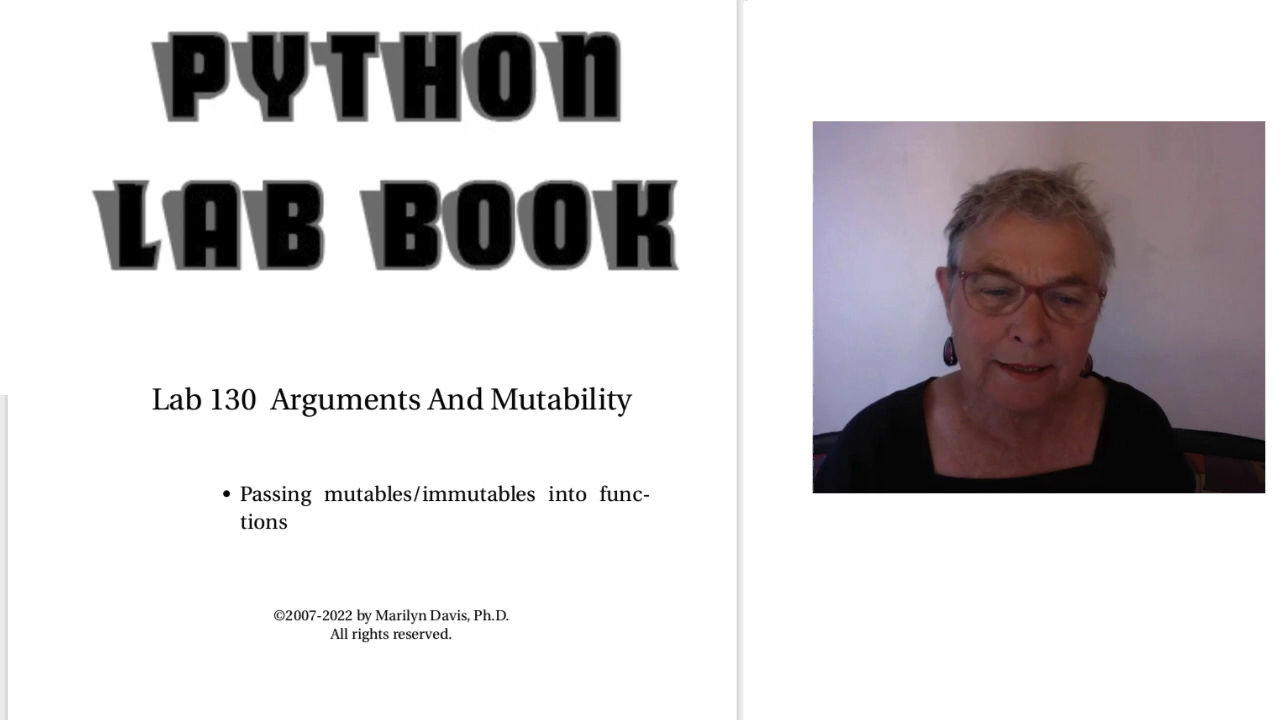 PYTHON
LAB BOOK
Lab 130 Arguments And Mutability
• Passing mutables/immutables into func-
tions
©2007-2022 by Marilyn Davis, Ph.D.
All rights reserved.